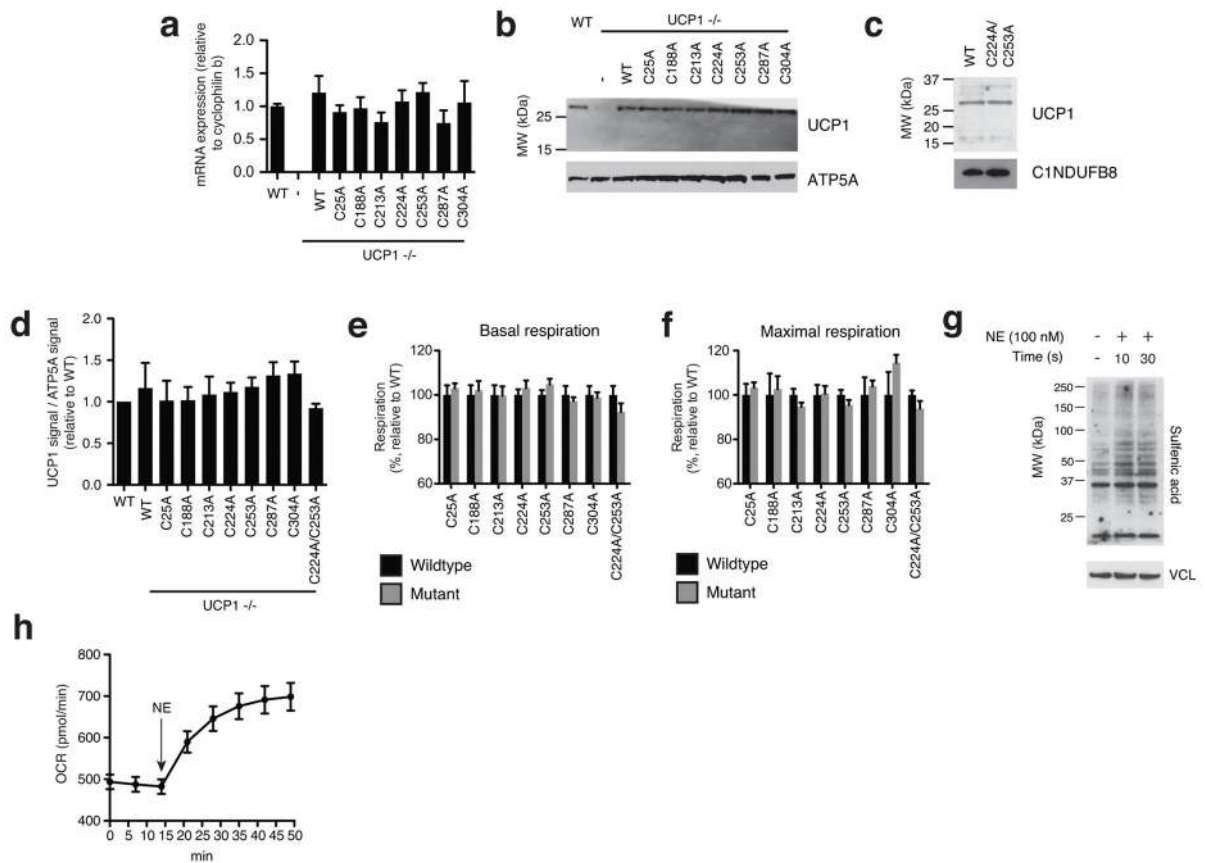 a
mRNA expression (relative
to cyclophilin b)
2.0
1.5
1.0
0.5
0.0
WT
-
WT
C25A
C188A
C213A
C224A
C253A
C287A
C304A
UCP1 -/-
b
WT
UCP1 -/-
-
WT
C25A
C188A
C213A
C224A
C253A
C287A
C304A
MW (kDa)
25
15
UCP1
ATP5A
c
WT
C224A/
C253A
MW (kDa)
37
25
20
15
UCP1
C1NDUFB8
d
UCP1 signal / ATP5A signal
(relative to WT)
2.0
1.5
1.0
0.5
0.0
WT
WT
C25A
C188A
C213A
C224A
C253A
C287A
C304A
C224A/C253A
UCP1 -/-
e
Basal respiration
Respiration
(%, relative to WT)
120
100
80
60
C25A
C188A
C213A
C224A
C253A
C287A
C304A
C224A/C253A
Wildtype
Mutant
f
Maximal respiration
Respiration
(%, relative to WT)
120
100
80
60
C25A
C188A
C213A
C224A
C253A
C287A
C304A
C224A/C253A
Wildtype
Mutant
g
NE (100 nM) - + +
Time (s) - 10 30
MW (kDa)
250
150
100
50
37
25
Sulfenic acid
VCL
h
OCR (pmol/min)
800
700
600
500
400
NE
0 5 10 15 20 25 30 35 40 45 50
min